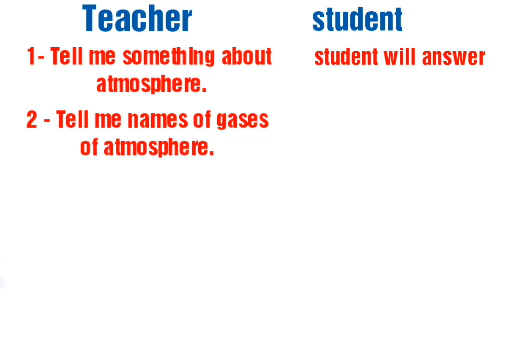 Teacher student
1- Tell me something about student will answer
atmosphere.
2 - Tell me names of gases
of atmosphere.